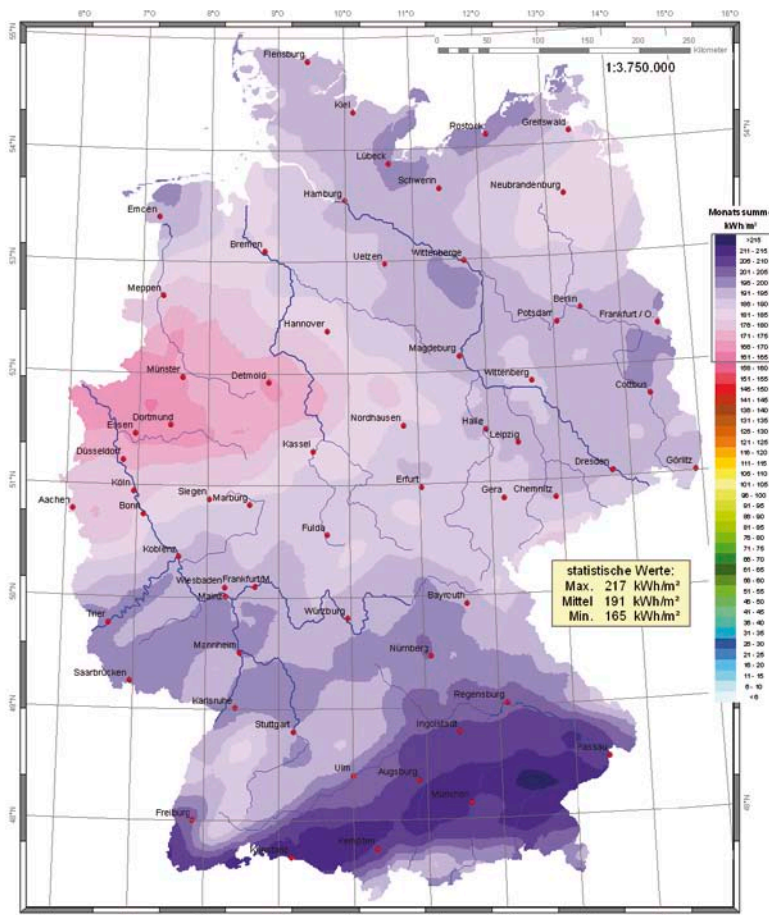 6°O 7°O 8°O 9°O 10°O 11°O 12°O 13°O 14°O 15°O 16°O
55°N
0 50 100 150 200 250
Kilometer
1:3.750.000
Flensburg
Kiel
Rostock
Greifswald
54°N
54°N
Lübeck
Schwerin
Neubrandenburg
Hamburg
Emden
Monatssumme
kWh/m²
>215
211 - 215
206 - 210
201 - 205
196 - 200
191 - 195
186 - 190
181 - 185
176 - 180
171 - 175
166 - 170
161 - 165
156 - 160
151 - 155
146 - 150
141 - 145
136 - 140
131 - 135
126 - 130
121 - 125
116 - 120
111 - 115
106 - 110
101 - 105
96 - 100
91 - 95
86 - 90
81 - 85
76 - 80
71 - 75
66 - 70
61 - 65
56 - 60
51 - 55
46 - 50
41 - 45
36 - 40
31 - 35
26 - 30
21 - 25
16 - 20
11 - 15
6 - 10
<6
53°N
Bremen
Uelzen
Wittenberge
Meppen
Berlin
Potsdam
Frankfurt / O.
Hannover
Magdeburg
52°N
Münster
Detmold
Wittenberg
Cottbus
Dortmund
Essen
Nordhausen
Halle
Leipzig
Düsseldorf
Kassel
Dresden
Görlitz
51°N
Köln
Siegen
Marburg
Erfurt
Gera
Chemnitz
Aachen
Bonn
Fulda
Koblenz
statistische Werte:
Max. 217 kWh/m²
Mittel 191 kWh/m²
Min. 165 kWh/m²
50°N
Wiesbaden
Frankfurt/M.
Mainz
Bayrouth
Trier
Würzburg
Mannheim
Nürnberg
Saarbrücken
Karlsruhe
Regensburg
Stuttgart
Ingolstadt
Passau
Ulm
Augsburg
München
Freiburg
Kempten